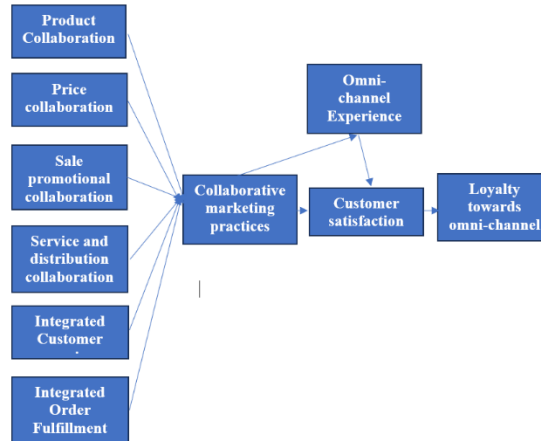 Product
Collaboration
Price
collaboration
Sale
promotional
collaboration
Service and
distribution
collaboration
Integrated
Customer
Integrated
Order
Fulfillment
Collaborative
marketing
practices
Omni-
channel
Experience
Customer
satisfaction
Loyalty
towards
omni-channel